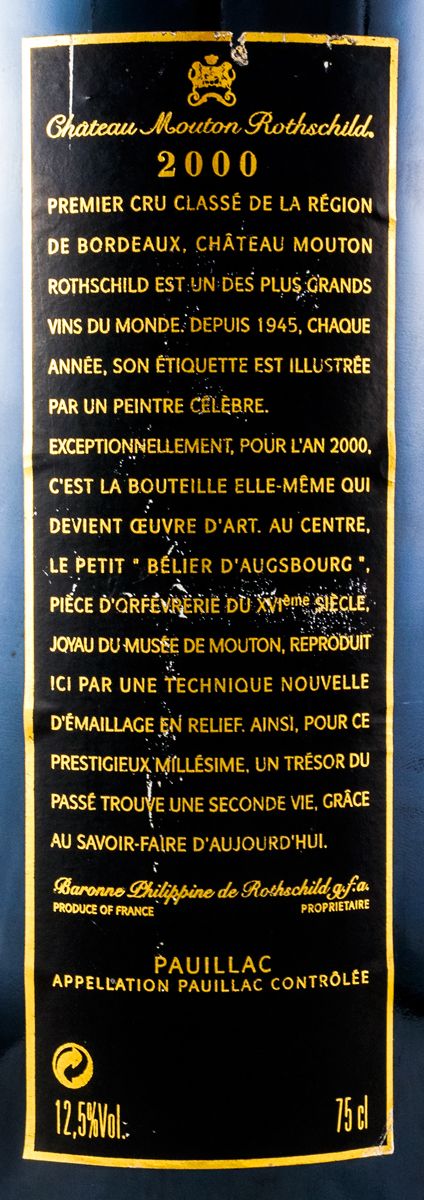 Château Mouton Rothschild.
2000
PREMIER CRU CLASSÉ DE LA RÉGION
DE BORDEAUX, CHÂTEAU MOUTON
ROTHSCHILD EST UN DES PLUS GRANDS
VINS DU MONDE. DEPUIS 1945, CHAQUE
ANNÉE, SON ÉTIQUETTE EST ILLUSTRÉE
PAR UN PEINTRE CÉLÈBRE.
EXCEPTIONNELLEMENT, POUR L'AN 2000,
C'EST LA BOUTEILLE ELLE-MÊME QUI
DEVIENT ŒUVRE D'ART. AU CENTRE,
LE PETIT " BÉLIER D'AUGSBOURG ",
PIÈCE D'ORFÈVRERIE DU XVIème SIÈCLE,
JOYAU DU MUSÉE DE MOUTON, REPRODUIT
ICI PAR UNE TECHNIQUE NOUVELLE
D'ÉMAILLAGE EN RELIEF. AINSI, POUR CE
PRESTIGIEUX MILLÉSIME, UN TRÉSOR DU
PASSÉ TROUVE UNE SECONDE VIE, GRÂCE
AU SAVOIR-FAIRE D'AUJOURD'HUI.
Baronne Philippine de Rothschild g.f.a.
PRODUCE OF FRANCE PROPRIETAIRE
PAUILLAC
APPELLATION PAUILLAC CONTRÔLÉE
12,5%Vol. 75 cl